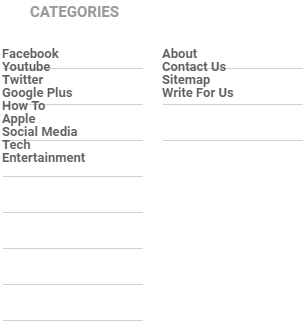 CATEGORIES
Facebook
Youtube
Twitter
Google Plus
How To
Apple
Social Media
Tech
Entertainment
About
Contact Us
Sitemap
Write For Us